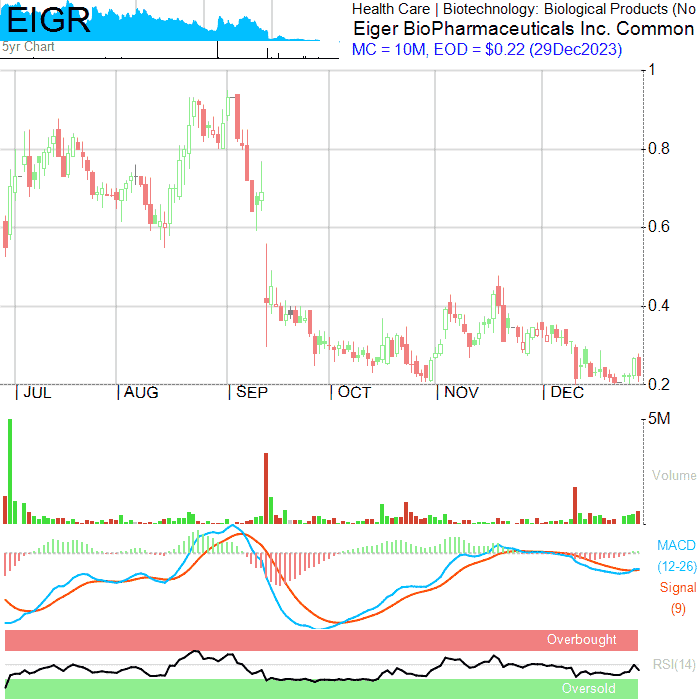 EIGR
5yr Chart
Health Care | Biotechnology: Biological Products (No
Eiger BioPharmaceuticals Inc. Common
MC = 10M, EOD = $0.22 (29Dec2023)
1
0.8
0.6
0.4
0.2
JUL AUG SEP OCT NOV DEC
5M
Volume
MACD
(12-26)
Signal
(9)
Overbought
RSI(14)
Oversold